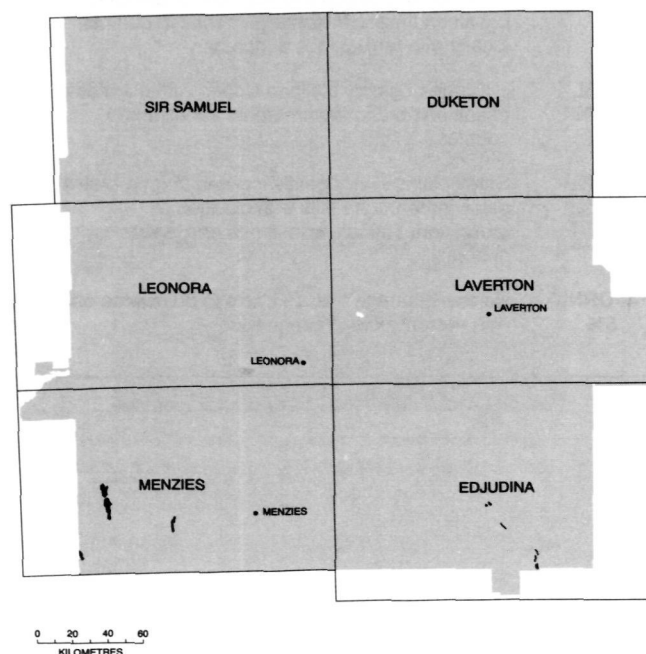 SIR SAMUEL
DUKETON
LEONORA
LAVERTON
LAVERTON
LEONORA
MENZIES
EDJUDINA
MENZIES
0 20 40 60
KILOMETRES